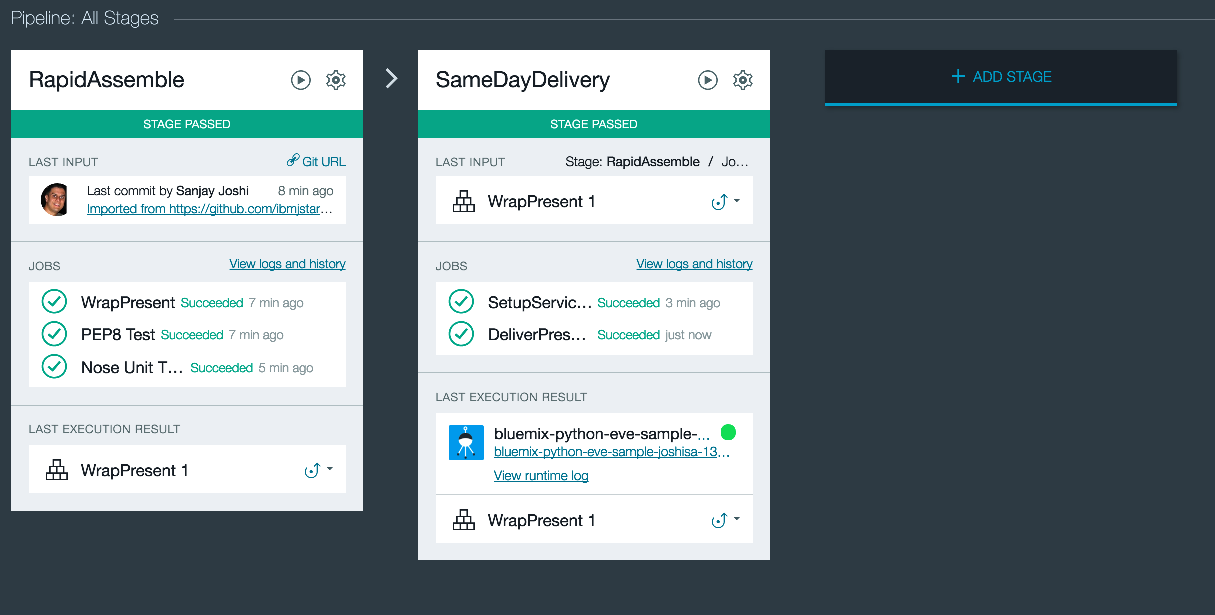 Pipeline: All Stages
RapidAssemble
STAGE PASSED
LAST INPUT Git URL
Last commit by Sanjay Joshi 8 min ago
Imported from https://github.com/ibmjstar…
JOBS View logs and history
WrapPresent Succeeded 7 min ago
PEP8 Test Succeeded 7 min ago
Nose Unit T… Succeeded 5 min ago
LAST EXECUTION RESULT
WrapPresent 1
SameDayDelivery
STAGE PASSED
LAST INPUT Stage: RapidAssemble / Jo…
WrapPresent 1
JOBS View logs and history
SetupServic… Succeeded 3 min ago
DeliverPres… Succeeded just now
LAST EXECUTION RESULT
bluemix-python-eve-sample-…
bluemix-python-eve-sample-joshisa-13…
View runtime log
WrapPresent 1
+ ADD STAGE